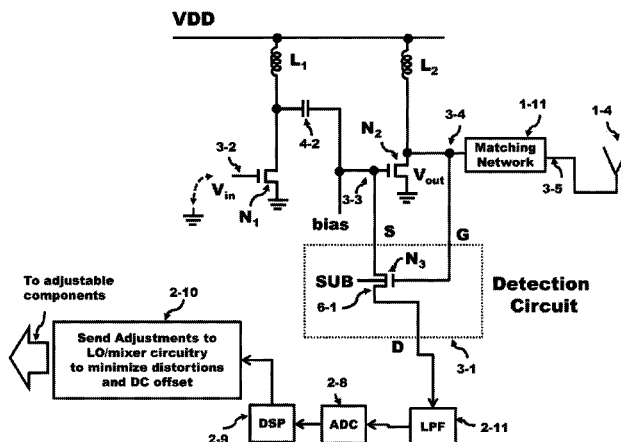 VDD
L1
L2
1-11
1-4
4-2
N2
3-4
3-2
Matching
Network
Vin
N1
3-3
Vout
3-5
bias
S
G
N3
SUB
Detection
Circuit
6-1
To adjustable
components
2-10
D
Send Adjustments to
LO/mixer circuitry
to minimize distortions
and DC offset
3-1
2-8
2-9
DSP
ADC
LPF
2-11